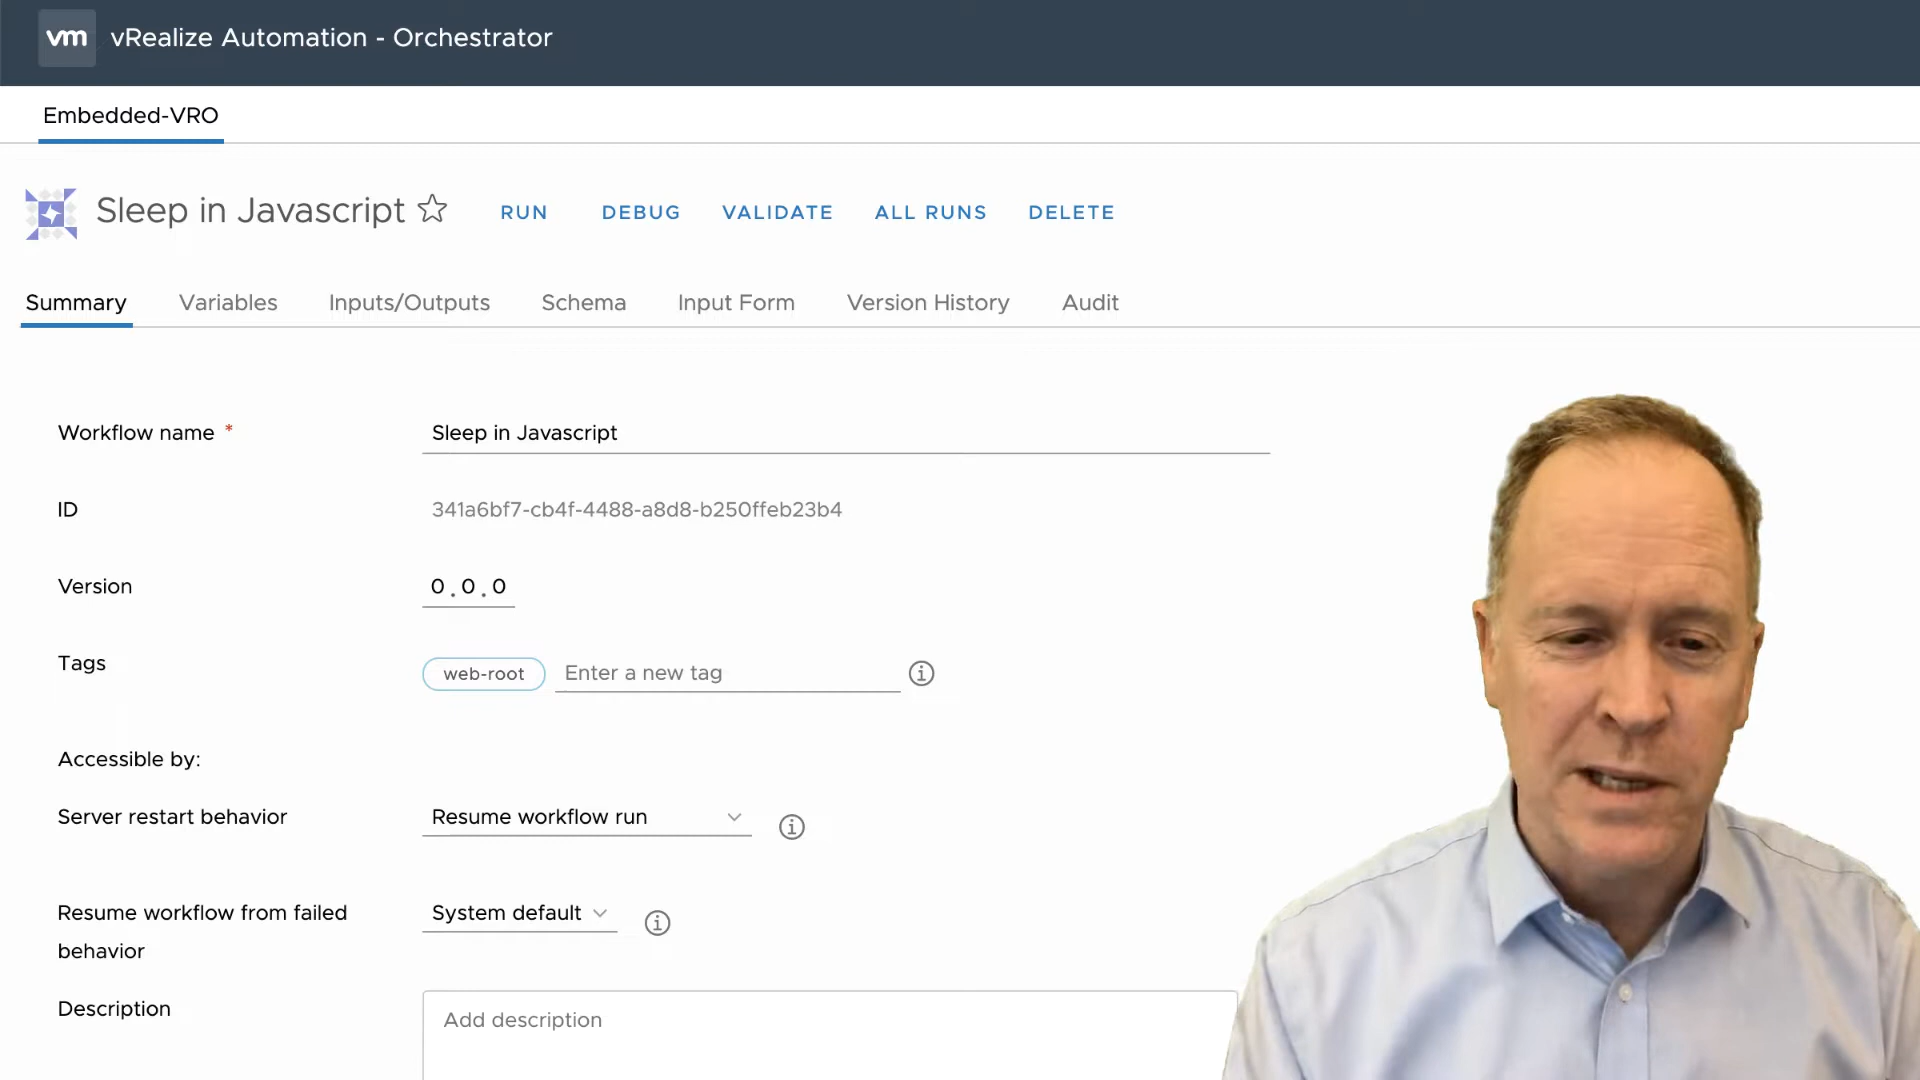 vm vRealize Automation - Orchestrator
Embedded-VRO
Sleep in Javascript RUN DEBUG VALIDATE ALL RUNS DELETE
Summary Variables Inputs/Outputs Schema Input Form Version History Audit
Workflow name * Sleep in Javascript
ID 341a6bf7-cb4f-4488-a8d8-b250ffeb23b4
Version 0.0.0
Tags web-root Enter a new tag
Accessible by:
Server restart behavior Resume workflow run
Resume workflow from failed behavior System default
Description Add description